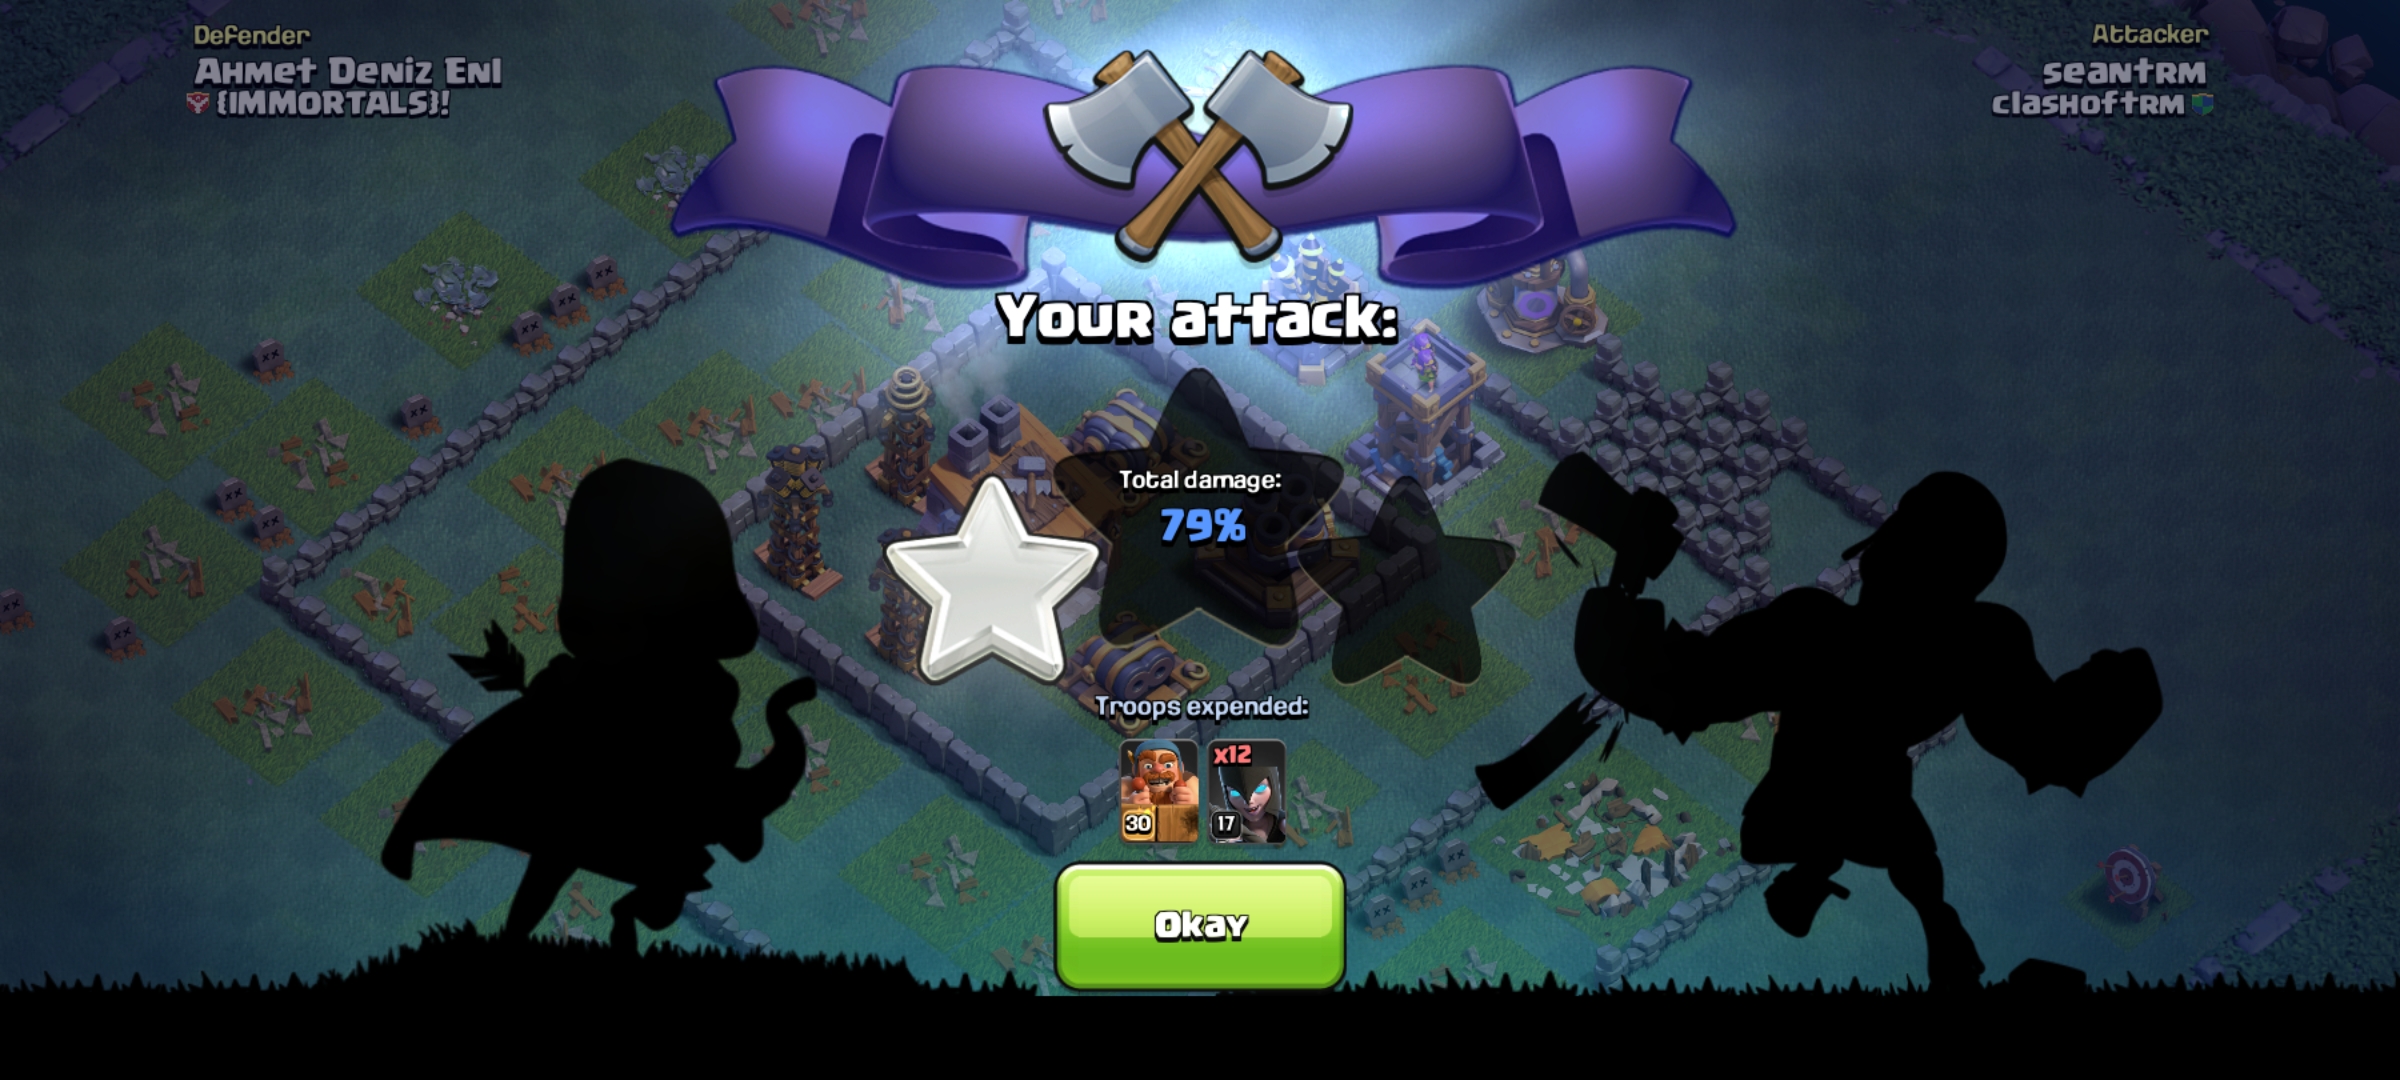 Defender
Ahmet Deniz Enl
{IMMORTALS}!
Attacker
seantrm
clashoftrm
Your attack:
Total damage:
79%
Troops expended:
x12
30
17
Okay